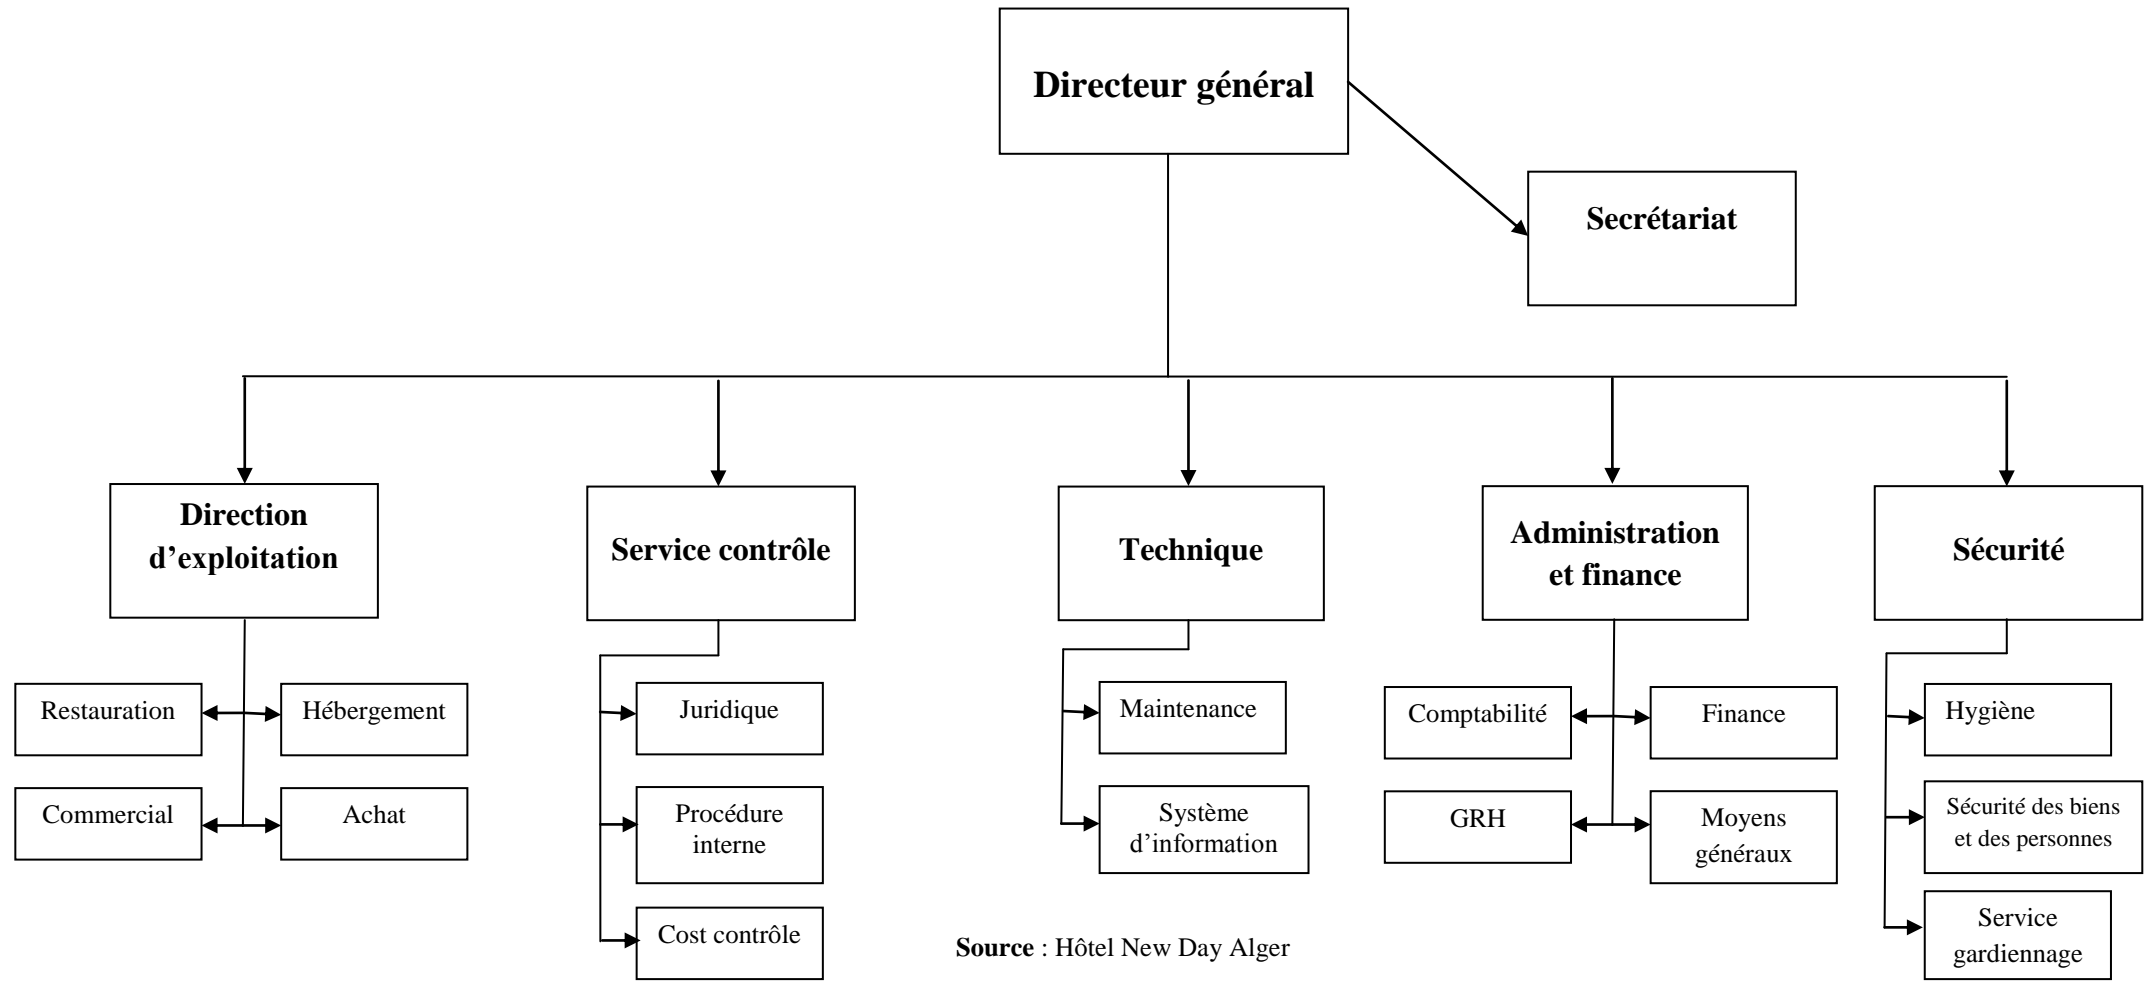 Directeur général
Secrétariat
Direction
d’exploitation
Service contrôle
Technique
Administration
et finance
Sécurité
Restauration
Hébergement
Commercial
Achat
Juridique
Procédure
interne
Cost contrôle
Maintenance
Système
d’information
Comptabilité
Finance
GRH
Moyens
généraux
Hygiène
Sécurité des biens
et des personnes
Service
gardiennage
Source : Hôtel New Day Alger